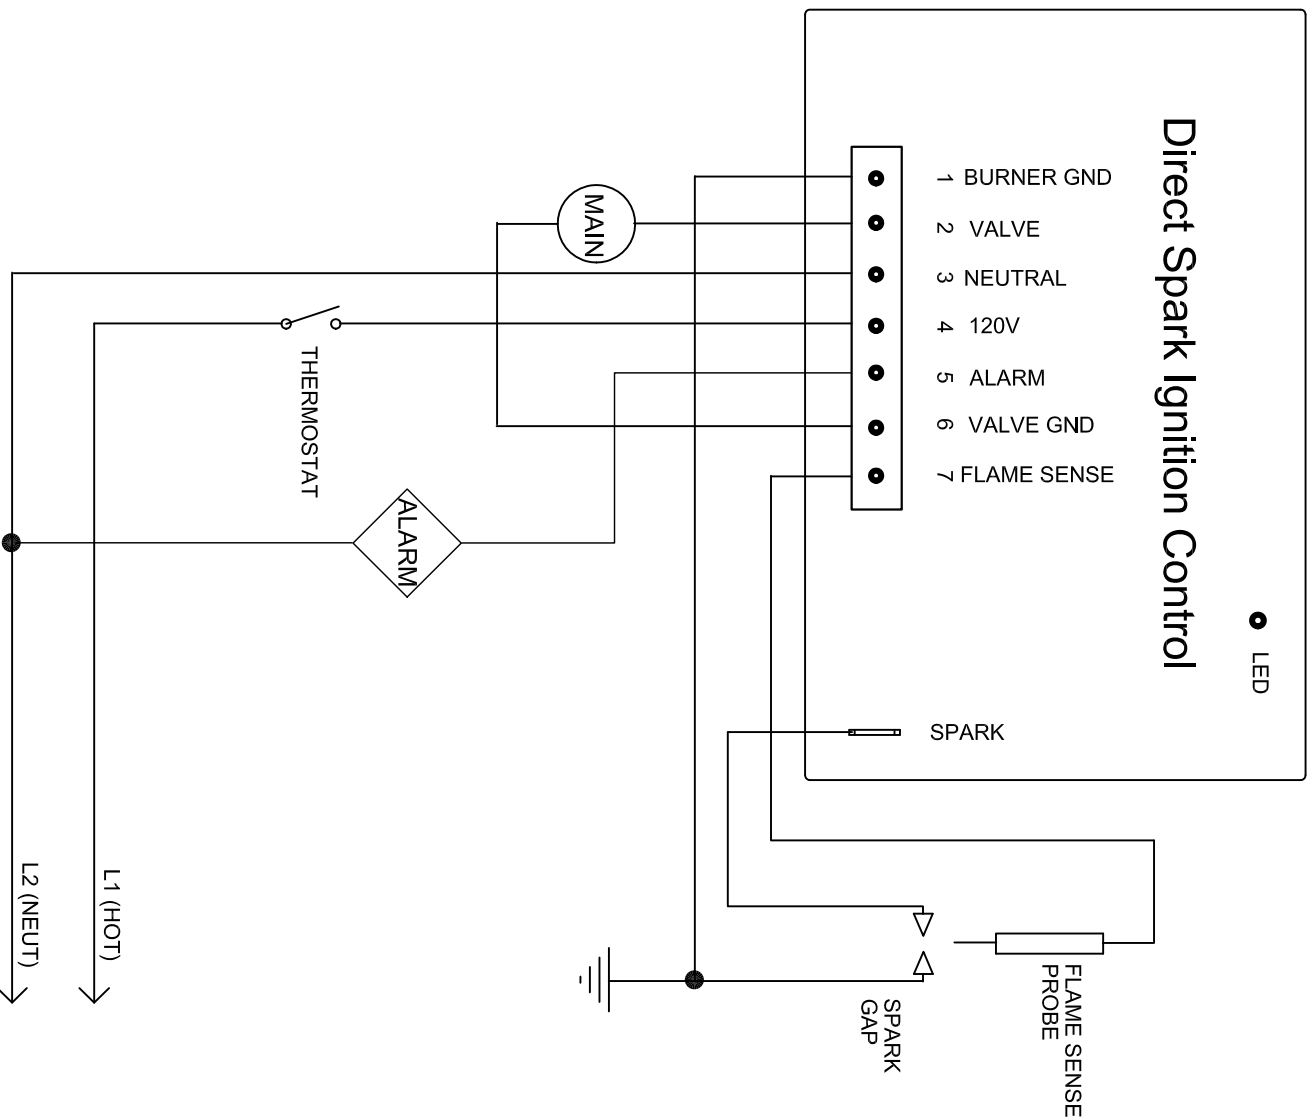 Direct Spark Ignition Control
LED
1 BURNER GND
2 VALVE
3 NEUTRAL
4 120V
5 ALARM
6 VALVE GND
7 FLAME SENSE
SPARK
MAIN
THERMOSTAT
ALARM
L1 (HOT)
L2 (NEUT)
FLAME SENSE
PROBE
SPARK
GAP